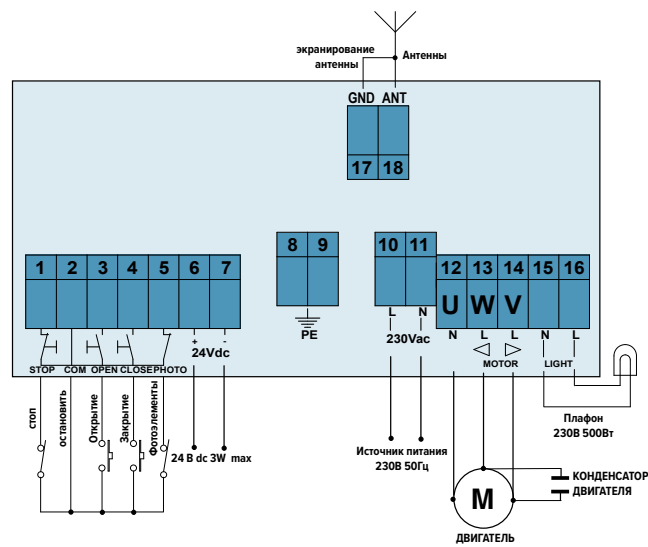 экранирование
антенны
Антенны
GND ANT
17 18
8 9
10 11
1 2 3 4 5 6 7
12 13 14 15 16
U W V
L N
N L L N L
PE
230Vac
+ -
24Vdc
MOTOR LIGHT
STOP COM OPEN CLOSE PHOTO
стоп
остановить
Открытие
Закрытие
Фотоэлементы
24 В dc 3W max
Источник питания
230В 50Гц
Плафон
230В 500Вт
M
КОНДЕНСАТОР
ДВИГАТЕЛЯ
ДВИГАТЕЛЬ